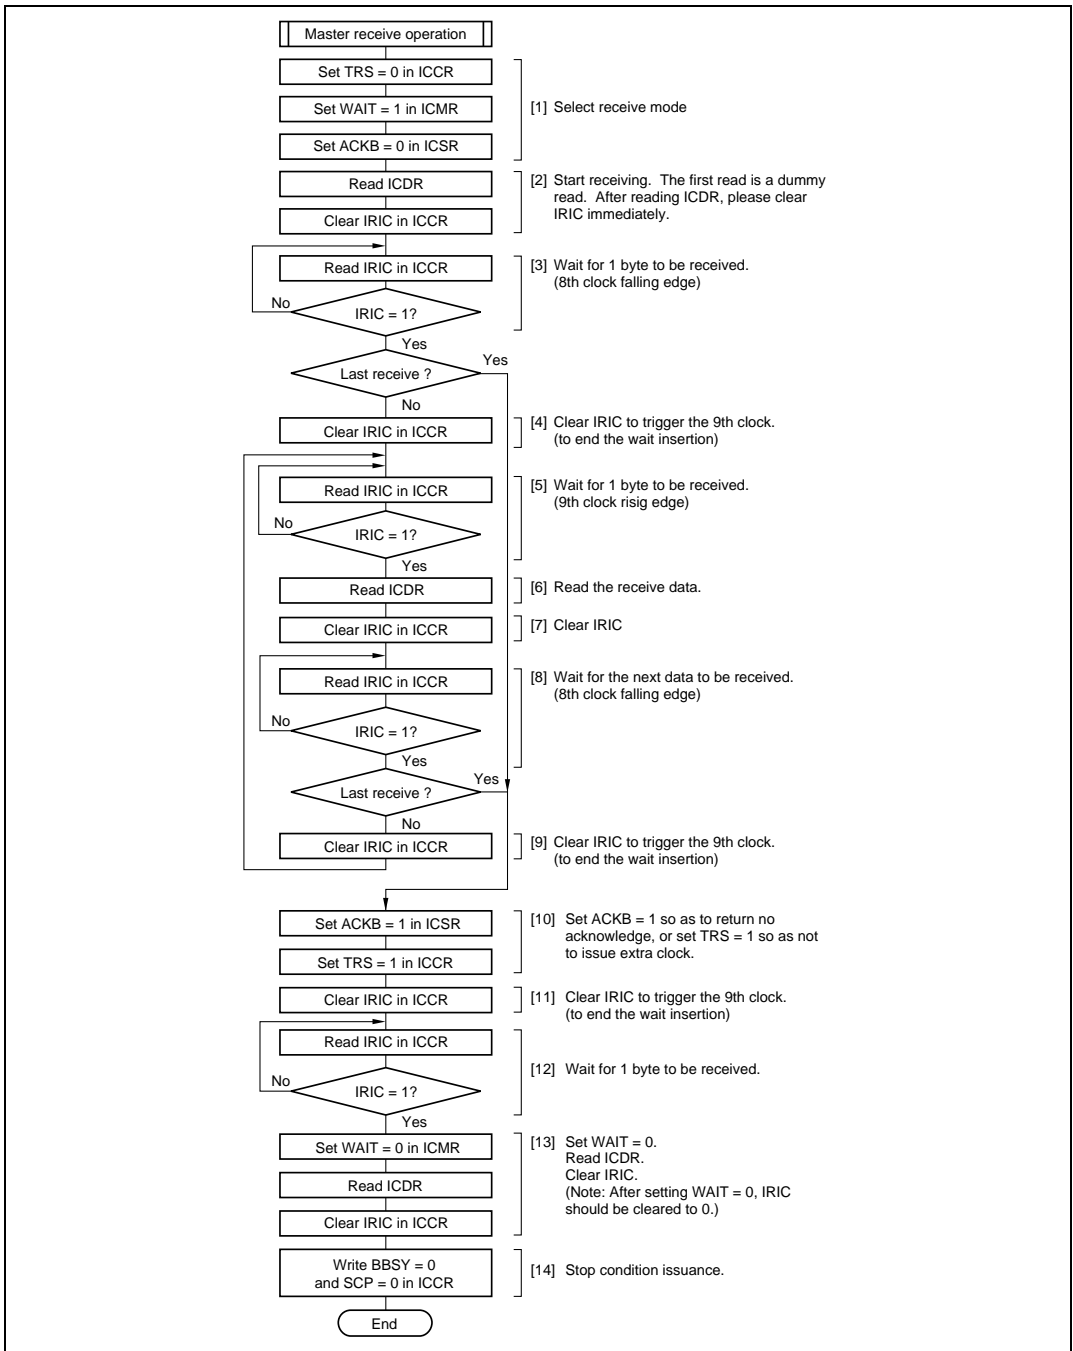 Master receive operation
Set TRS = 0 in ICCR
Set WAIT = 1 in ICMR
[1] Select receive mode
Set ACKB = 0 in ICSR
Read ICDR
[2] Start receiving. The first read is a dummy
read. After reading ICDR, please clear
IRIC immediately.
Clear IRIC in ICCR
Read IRIC in ICCR
[3] Wait for 1 byte to be received.
(8th clock falling edge)
No
IRIC = 1?
Yes
Last receive ?
Yes
No
Clear IRIC in ICCR
[4] Clear IRIC to trigger the 9th clock.
(to end the wait insertion)
Read IRIC in ICCR
[5] Wait for 1 byte to be received.
(9th clock risig edge)
No
IRIC = 1?
Yes
Read ICDR
[6] Read the receive data.
Clear IRIC in ICCR
[7] Clear IRIC
Read IRIC in ICCR
[8] Wait for the next data to be received.
(8th clock falling edge)
No
IRIC = 1?
Yes
Last receive ?
Yes
No
Clear IRIC in ICCR
[9] Clear IRIC to trigger the 9th clock.
(to end the wait insertion)
Set ACKB = 1 in ICSR
[10] Set ACKB = 1 so as to return no
acknowledge, or set TRS = 1 so as not
to issue extra clock.
Set TRS = 1 in ICCR
Clear IRIC in ICCR
[11] Clear IRIC to trigger the 9th clock.
(to end the wait insertion)
Read IRIC in ICCR
[12] Wait for 1 byte to be received.
No
IRIC = 1?
Yes
Set WAIT = 0 in ICMR
[13] Set WAIT = 0.
Read ICDR.
Clear IRIC.
(Note: After setting WAIT = 0, IRIC
should be cleared to 0.)
Read ICDR
Clear IRIC in ICCR
Write BBSY = 0
and SCP = 0 in ICCR
[14] Stop condition issuance.
End